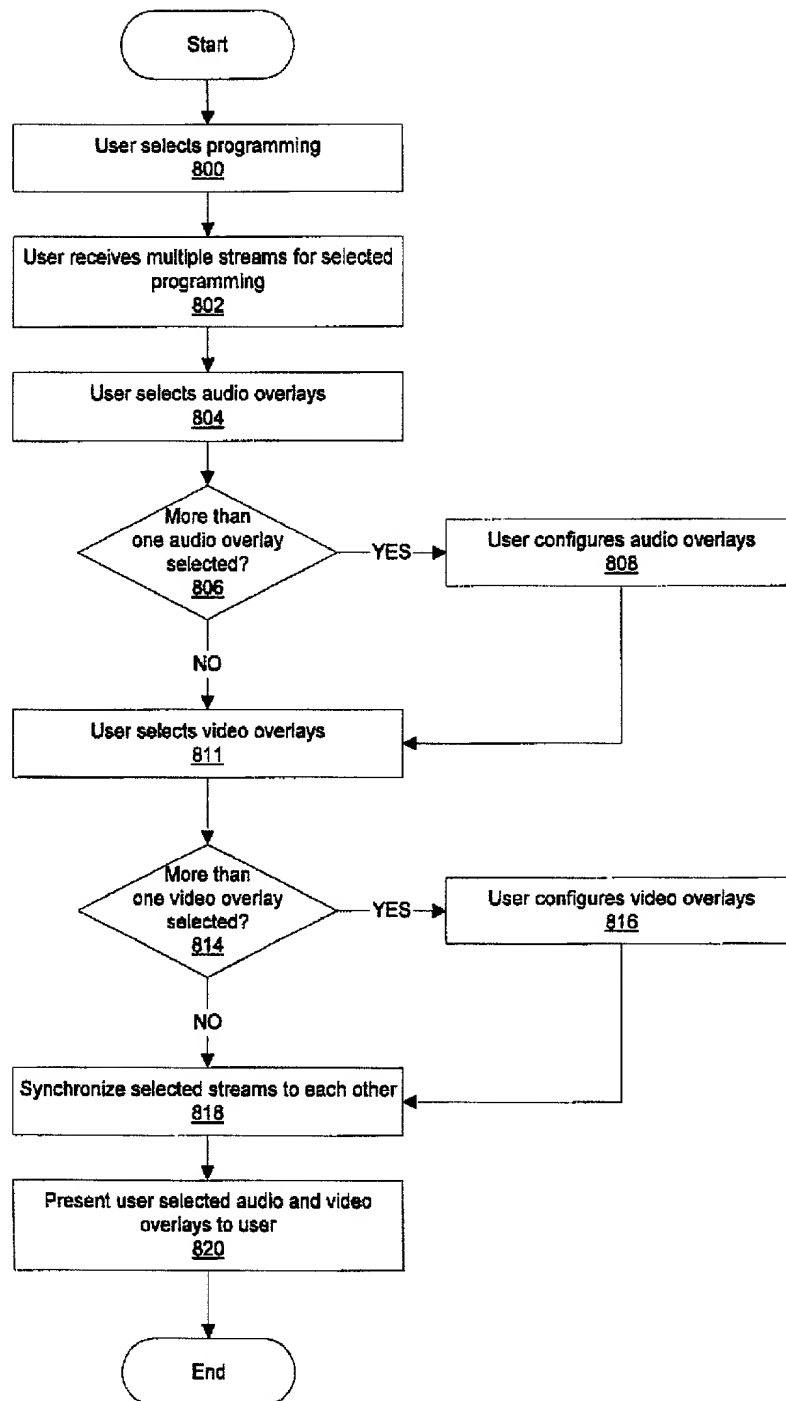 Start
User selects programming
800
User receives multiple streams for selected
programming
802
User selects audio overlays
804
More than
one audio overlay
selected?
806
YES
User configures audio overlays
808
NO
User selects video overlays
811
More than
one video overlay
selected?
814
YES
User configures video overlays
816
NO
Synchronize selected streams to each other
818
Present user selected audio and video
overlays to user
820
End